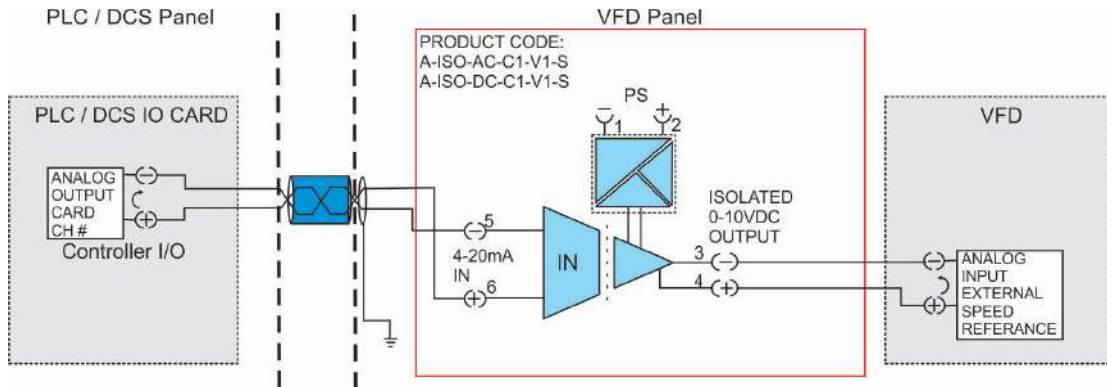 PLC / DCS Panel
VFD Panel
PRODUCT CODE:
A-ISO-AC-C1-V1-S
A-ISO-DC-C1-V1-S
PS
1
2
PLC / DCS IO CARD
VFD
ANALOG
OUTPUT
CARD
CH #
Controller I/O
5
4-20mA
IN
6
IN
ISOLATED
0-10VDC
OUTPUT
3
4
ANALOG
INPUT
EXTERNAL
SPEED
REFERANCE